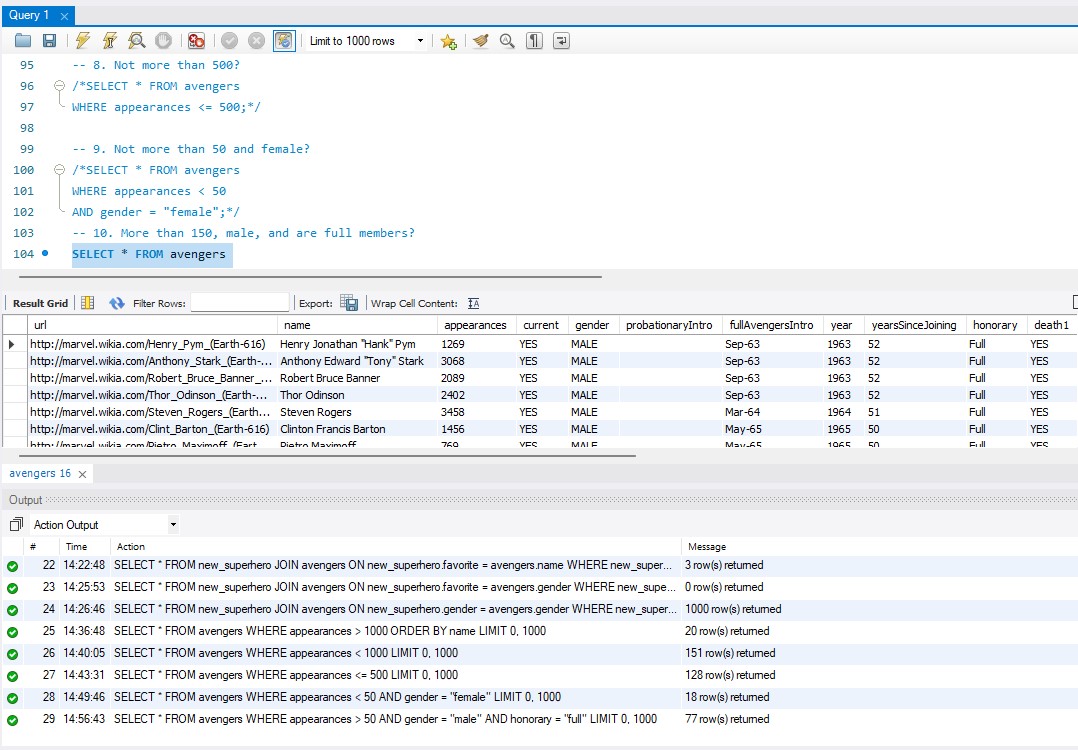 Query 1
Limit to 1000 rows
95 -- 8. Not more than 500?
96 /*SELECT * FROM avengers
97 WHERE appearances <= 500;*/
98
99 -- 9. Not more than 50 and female?
100 /*SELECT * FROM avengers
101 WHERE appearances < 50
102 AND gender = "female";*/
103 -- 10. More than 150, male, and are full members?
104 SELECT * FROM avengers
Result Grid Filter Rows: Export: Wrap Cell Content:
url name appearances current gender probationaryIntro fullAvengersIntro year yearsSinceJoining honorary death1
http://marvel.wikia.com/Henry_Pym_(Earth-616) Henry Jonathan "Hank" Pym 1269 YES MALE Sep-63 1963 52 Full YES
http://marvel.wikia.com/Anthony_Stark_(Earth-... Anthony Edward "Tony" Stark 3068 YES MALE Sep-63 1963 52 Full YES
http://marvel.wikia.com/Robert_Bruce_Banner_... Robert Bruce Banner 2089 YES MALE Sep-63 1963 52 Full YES
http://marvel.wikia.com/Thor_Odinson_(Earth-... Thor Odinson 2402 YES MALE Sep-63 1963 52 Full YES
http://marvel.wikia.com/Steven_Rogers_(Earth... Steven Rogers 3458 YES MALE Mar-64 1964 51 Full YES
http://marvel.wikia.com/Clint_Barton_(Earth-616) Clinton Francis Barton 1456 YES MALE May-65 1965 50 Full YES
http://marvel.wikia.com/Pietro_Maximoff_(Eart... Pietro Maximoff 769 YES MALE May-65 1965 50 Full YES
avengers 16
Output
Action Output
# Time Action Message
22 14:22:48 SELECT * FROM new_superhero JOIN avengers ON new_superhero.favorite = avengers.name WHERE new_super... 3 row(s) returned
23 14:25:53 SELECT * FROM new_superhero JOIN avengers ON new_superhero.favorite = avengers.gender WHERE new_supe... 0 row(s) returned
24 14:26:46 SELECT * FROM new_superhero JOIN avengers ON new_superhero.gender = avengers.gender WHERE new_super... 1000 row(s) returned
25 14:36:48 SELECT * FROM avengers WHERE appearances > 1000 ORDER BY name LIMIT 0, 1000 20 row(s) returned
26 14:40:05 SELECT * FROM avengers WHERE appearances < 1000 LIMIT 0, 1000 151 row(s) returned
27 14:43:31 SELECT * FROM avengers WHERE appearances <= 500 LIMIT 0, 1000 128 row(s) returned
28 14:49:46 SELECT * FROM avengers WHERE appearances < 50 AND gender = "female" LIMIT 0, 1000 18 row(s) returned
29 14:56:43 SELECT * FROM avengers WHERE appearances > 50 AND gender = "male" AND honorary = "full" LIMIT 0, 1000 77 row(s) returned